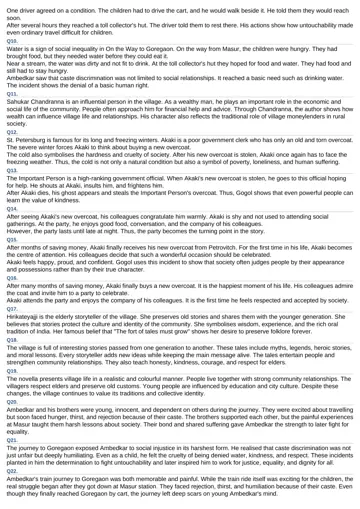 One driver agreed on a condition. The children had to drive the cart, and he would walk beside it. He told them they would reach
soon.
After several hours they reached a toll collector's hut. The driver told them to rest there. His actions show how untouchability made
even ordinary travel difficult for children.
Q10.
Water is a sign of social inequality in On the Way to Goregaon. On the way from Masur, the children were hungry. They had
brought food, but they needed water before they could eat it.
Near a stream, the water was dirty and not fit to drink. At the toll collector's hut they hoped for food and water. They had food and
still had to stay hungry.
Ambedkar saw that caste discrimination was not limited to social relationships. It reached a basic need such as drinking water.
The incident shows the denial of a basic human right.
Q11.
Sahukar Chandranna is an influential person in the village. As a wealthy man, he plays an important role in the economic and
social life of the community. People often approach him for financial help and advice. Through Chandranna, the author shows how
wealth can influence village life and relationships. His character also reflects the traditional role of village moneylenders in rural
society.
Q12.
St. Petersburg is famous for its long and freezing winters. Akaki is a poor government clerk who has only an old and torn overcoat.
The severe winter forces Akaki to think about buying a new overcoat.
The cold also symbolises the hardness and cruelty of society. After his new overcoat is stolen, Akaki once again has to face the
freezing weather. Thus, the cold is not only a natural condition but also a symbol of poverty, loneliness, and human suffering.
Q13.
The Important Person is a high-ranking government official. When Akaki's new overcoat is stolen, he goes to this official hoping
for help. He shouts at Akaki, insults him, and frightens him.
After Akaki dies, his ghost appears and steals the Important Person's overcoat. Thus, Gogol shows that even powerful people can
learn the value of kindness.
Q14.
After seeing Akaki's new overcoat, his colleagues congratulate him warmly. Akaki is shy and not used to attending social
gatherings. At the party, he enjoys good food, conversation, and the company of his colleagues.
However, the party lasts until late at night. Thus, the party becomes the turning point in the story.
Q15.
After months of saving money, Akaki finally receives his new overcoat from Petrovitch. For the first time in his life, Akaki becomes
the centre of attention. His colleagues decide that such a wonderful occasion should be celebrated.
Akaki feels happy, proud, and confident. Gogol uses this incident to show that society often judges people by their appearance
and possessions rather than by their true character.
Q16.
After many months of saving money, Akaki finally buys a new overcoat. It is the happiest moment of his life. His colleagues admire
the coat and invite him to a party to celebrate.
Akaki attends the party and enjoys the company of his colleagues. It is the first time he feels respected and accepted by society.
Q17.
Hirikateyajji is the elderly storyteller of the village. She preserves old stories and shares them with the younger generation. She
believes that stories protect the culture and identity of the community. She symbolises wisdom, experience, and the rich oral
tradition of India. Her famous belief that "The fort of tales must grow" shows her desire to preserve folklore forever.
Q18.
The village is full of interesting stories passed from one generation to another. These tales include myths, legends, heroic stories,
and moral lessons. Every storyteller adds new ideas while keeping the main message alive. The tales entertain people and
strengthen community relationships. They also teach honesty, kindness, courage, and respect for elders.
Q19.
The novella presents village life in a realistic and colourful manner. People live together with strong community relationships. The
villagers respect elders and preserve old customs. Young people are influenced by education and city culture. Despite these
changes, the village continues to value its traditions and collective identity.
Q20.
Ambedkar and his brothers were young, innocent, and dependent on others during the journey. They were excited about travelling
but soon faced hunger, thirst, and rejection because of their caste. The brothers supported each other, but the painful experiences
at Masur taught them harsh lessons about society. Their bond and shared suffering gave Ambedkar the strength to later fight for
equality.
Q21.
The journey to Goregaon exposed Ambedkar to social injustice in its harshest form. He realised that caste discrimination was not
just unfair but deeply humiliating. Even as a child, he felt the cruelty of being denied water, kindness, and respect. These incidents
planted in him the determination to fight untouchability and later inspired him to work for justice, equality, and dignity for all.
Q22.
Ambedkar's train journey to Goregaon was both memorable and painful. While the train ride itself was exciting for the children, the
real struggle began after they got down at Masur station. They faced rejection, thirst, and humiliation because of their caste. Even
though they finally reached Goregaon by cart, the journey left deep scars on young Ambedkar's mind.